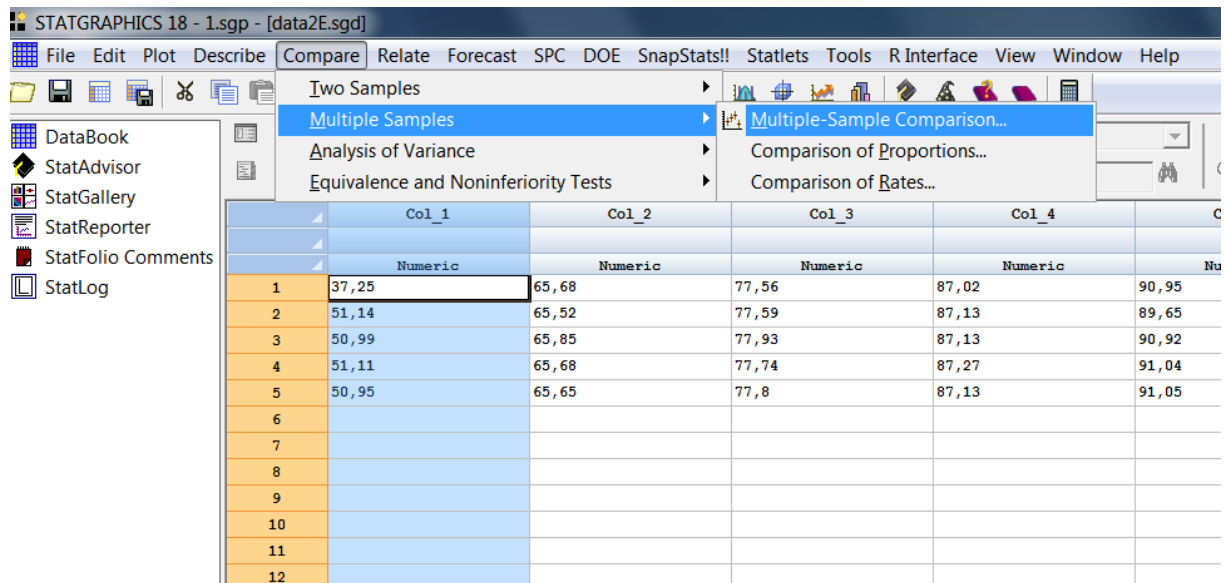 STATGRAPHICS 18 - 1.sgp - [data2E.sgd]
File Edit Plot Describe Compare Relate Forecast SPC DOE SnapStats!! Statlets Tools R Interface View Window Help
Two Samples
Multiple Samples
Analysis of Variance
Equivalence and Noninferiority Tests
Multiple-Sample Comparison...
Comparison of Proportions...
Comparison of Rates...
DataBook
StatAdvisor
StatGallery
StatReporter
StatFolio Comments
StatLog
Col_1 Col_2 Col_3 Col_4
Numeric Numeric Numeric Numeric
1 37,25 65,68 77,56 87,02 90,95
2 51,14 65,52 77,59 87,13 89,65
3 50,99 65,85 77,93 87,13 90,92
4 51,11 65,68 77,74 87,27 91,04
5 50,95 65,65 77,8 87,13 91,05
6
7
8
9
10
11
12